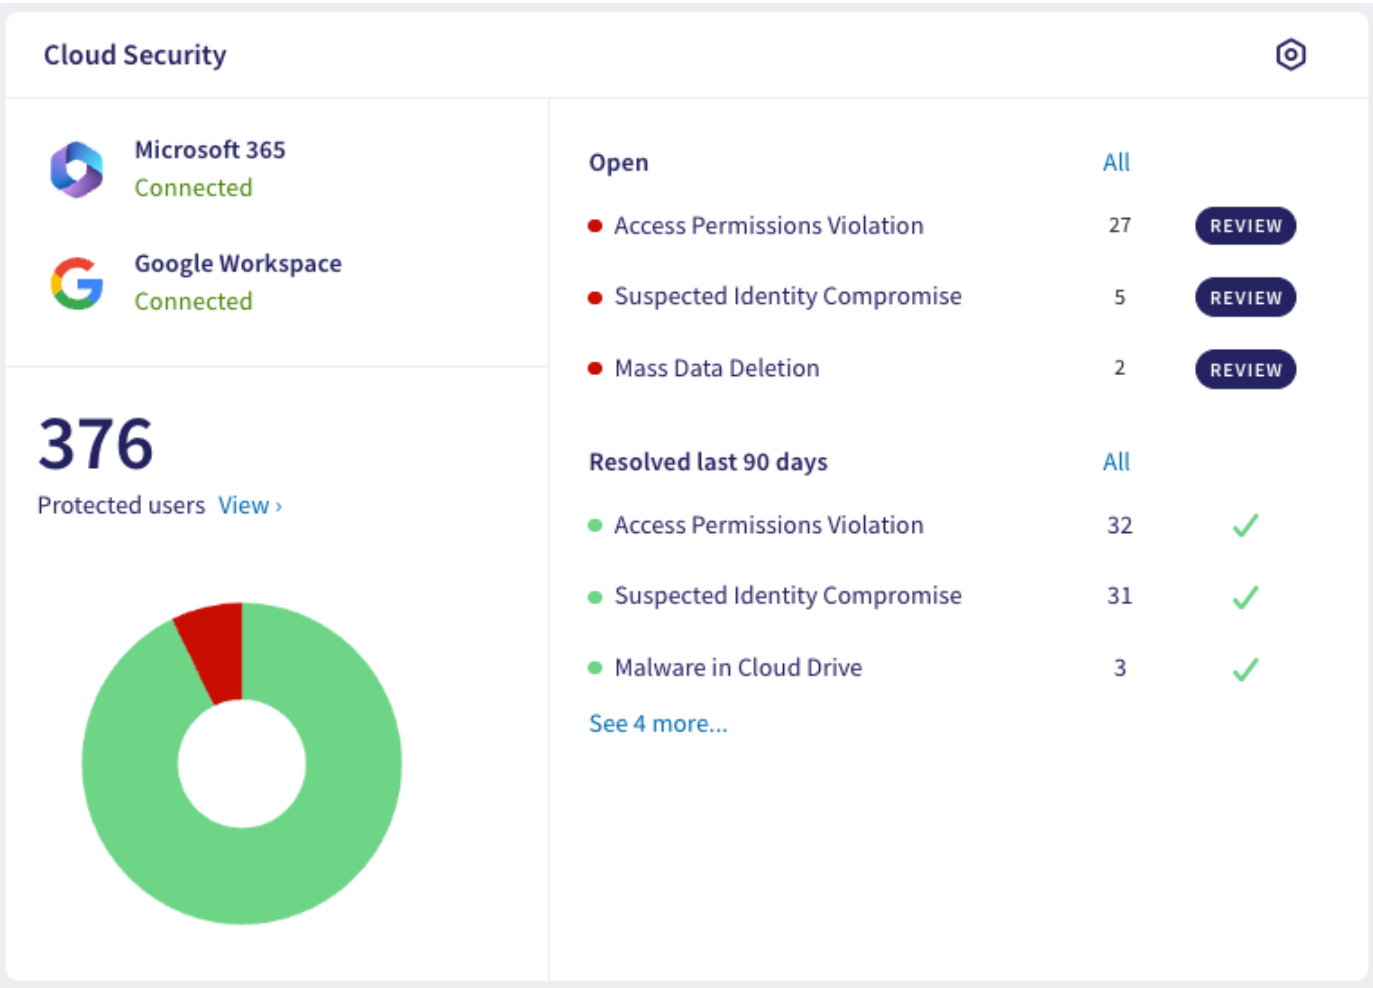 Cloud Security
Microsoft 365
Connected
Google Workspace
Connected
376
Protected users View ›
Open All
Access Permissions Violation 27 REVIEW
Suspected Identity Compromise 5 REVIEW
Mass Data Deletion 2 REVIEW
Resolved last 90 days All
Access Permissions Violation 32
Suspected Identity Compromise 31
Malware in Cloud Drive 3
See 4 more...